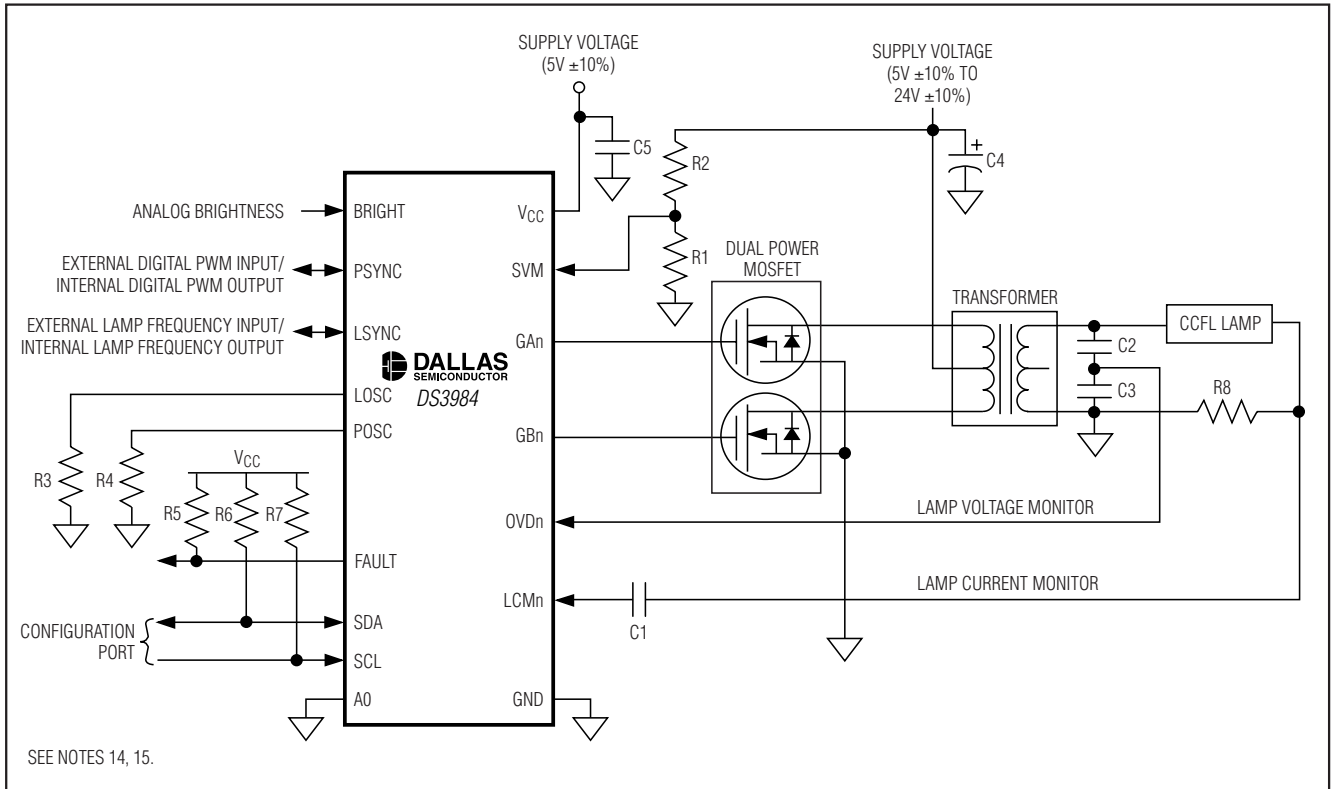 SUPPLY VOLTAGE
(5V ±10%)
SUPPLY VOLTAGE
(5V ±10% TO
24V ±10%)
C5
R2
C4
ANALOG BRIGHTNESS
BRIGHT
VCC
R1
DUAL POWER
MOSFET
EXTERNAL DIGITAL PWM INPUT/
INTERNAL DIGITAL PWM OUTPUT
PSYNC
SVM
TRANSFORMER
CCFL LAMP
EXTERNAL LAMP FREQUENCY INPUT/
INTERNAL LAMP FREQUENCY OUTPUT
LSYNC
GAn
C2
DALLAS
SEMICONDUCTOR
DS3984
C3
R8
LOSC
POSC
GBn
VCC
R3
R4
R5
R6
R7
OVDn
LAMP VOLTAGE MONITOR
FAULT
LCMn
LAMP CURRENT MONITOR
C1
CONFIGURATION
PORT
SDA
SCL
A0
GND
SEE NOTES 14, 15.